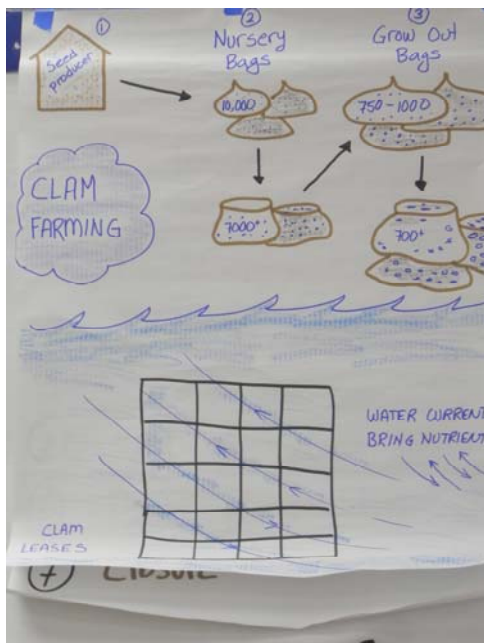 ①
Seed
Producer
②
Nursery
Bags
10,000
7000+
③
Grow Out
Bags
750-1000
700+
CLAM
FARMING
WATER CURRENT
BRING NUTRIENT
CLAM
LEASES